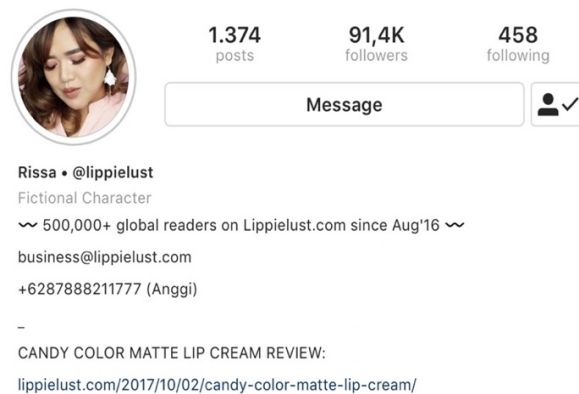 1.374 91,4K 458
posts followers following
Message
Rissa • @lippielust
Fictional Character
〰 500,000+ global readers on Lippielust.com since Aug'16 〰
business@lippielust.com
+6287888211777 (Anggi)
_
CANDY COLOR MATTE LIP CREAM REVIEW:
lippielust.com/2017/10/02/candy-color-matte-lip-cream/